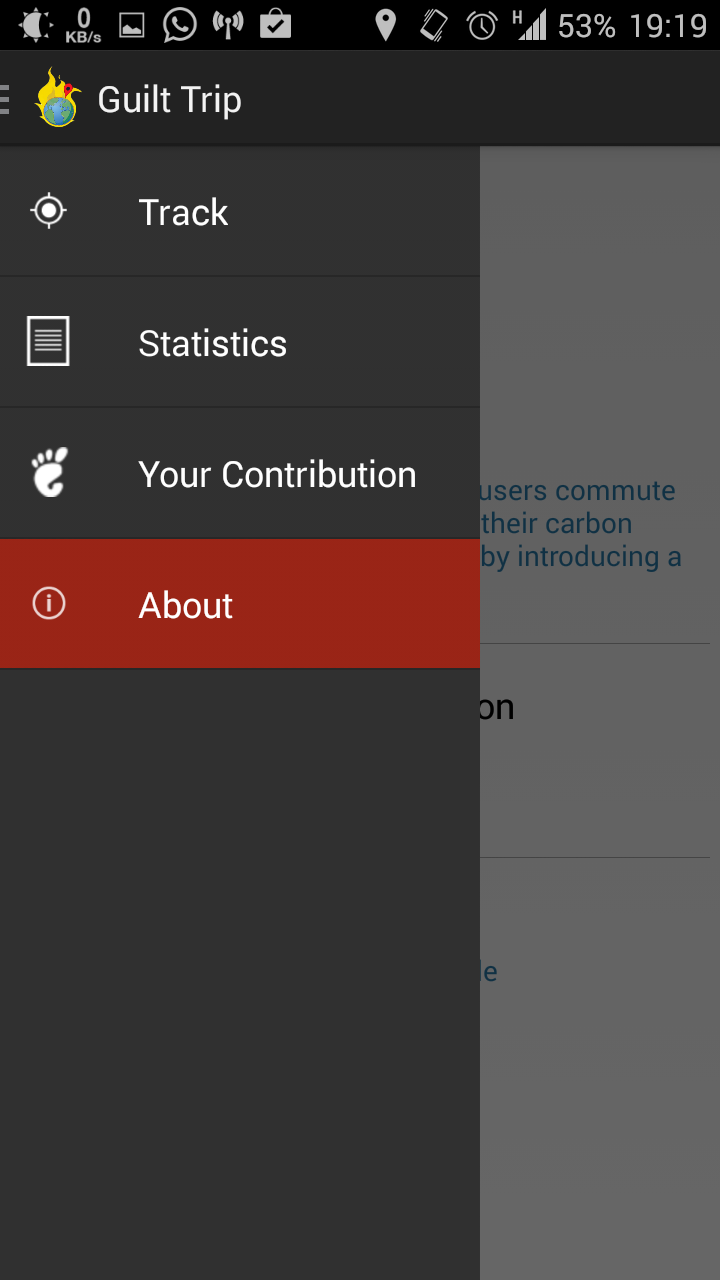 0
KB/s
H
53% 19:19
Guilt Trip
Track
Statistics
Your Contribution
users commute
their carbon
by introducing a
About
on
le